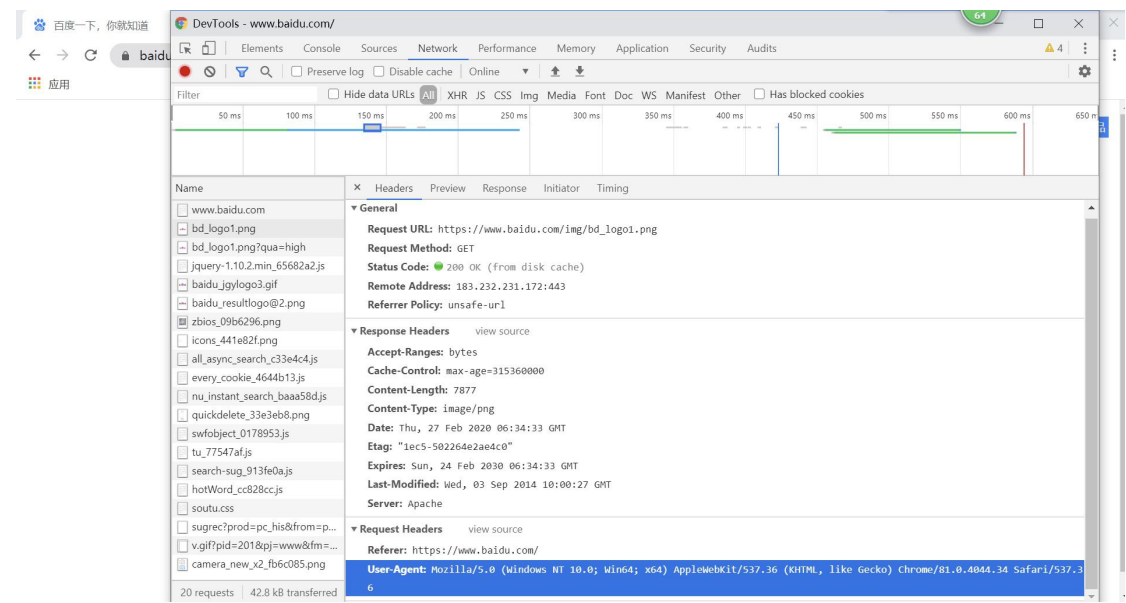 百度一下，你就知道
DevTools - www.baidu.com/
64
baidu
应用
Elements Console Sources Network Performance Memory Application Security Audits 4
Preserve log Disable cache Online
Filter Hide data URLs All XHR JS CSS Img Media Font Doc WS Manifest Other Has blocked cookies
50 ms 100 ms 150 ms 200 ms 250 ms 300 ms 350 ms 400 ms 450 ms 500 ms 550 ms 600 ms 650 m
品
Name
www.baidu.com
bd_logo1.png
bd_logo1.png?qua=high
jquery-1.10.2.min_65682a2.js
baidu_jgylogo3.gif
baidu_resultlogo@2.png
zbios_09b6296.png
icons_441e82f.png
all_async_search_c33e4c4.js
every_cookie_4644b13.js
nu_instant_search_baaa58d.js
quickdelete_33e3eb8.png
swfobject_0178953.js
tu_77547af.js
search-sug_913fe0a.js
hotWord_cc828cc.js
soutu.css
sugrec?prod=pc_his&from=p...
v.gif?pid=201&pj=www&fm=...
camera_new_x2_fb6c085.png
20 requests 42.8 kB transferred
× Headers Preview Response Initiator Timing
General
Request URL: https://www.baidu.com/img/bd_logo1.png
Request Method: GET
Status Code: 200 OK (from disk cache)
Remote Address: 183.232.231.172:443
Referrer Policy: unsafe-url
Response Headers view source
Accept-Ranges: bytes
Cache-Control: max-age=315360000
Content-Length: 7877
Content-Type: image/png
Date: Thu, 27 Feb 2020 06:34:33 GMT
Etag: "1ec5-502264e2ae4c0"
Expires: Sun, 24 Feb 2030 06:34:33 GMT
Last-Modified: Wed, 03 Sep 2014 10:00:27 GMT
Server: Apache
Request Headers view source
Referer: https://www.baidu.com/
User-Agent: Mozilla/5.0 (Windows NT 10.0; Win64; x64) AppleWebKit/537.36 (KHTML, like Gecko) Chrome/81.0.4044.34 Safari/537.3
6